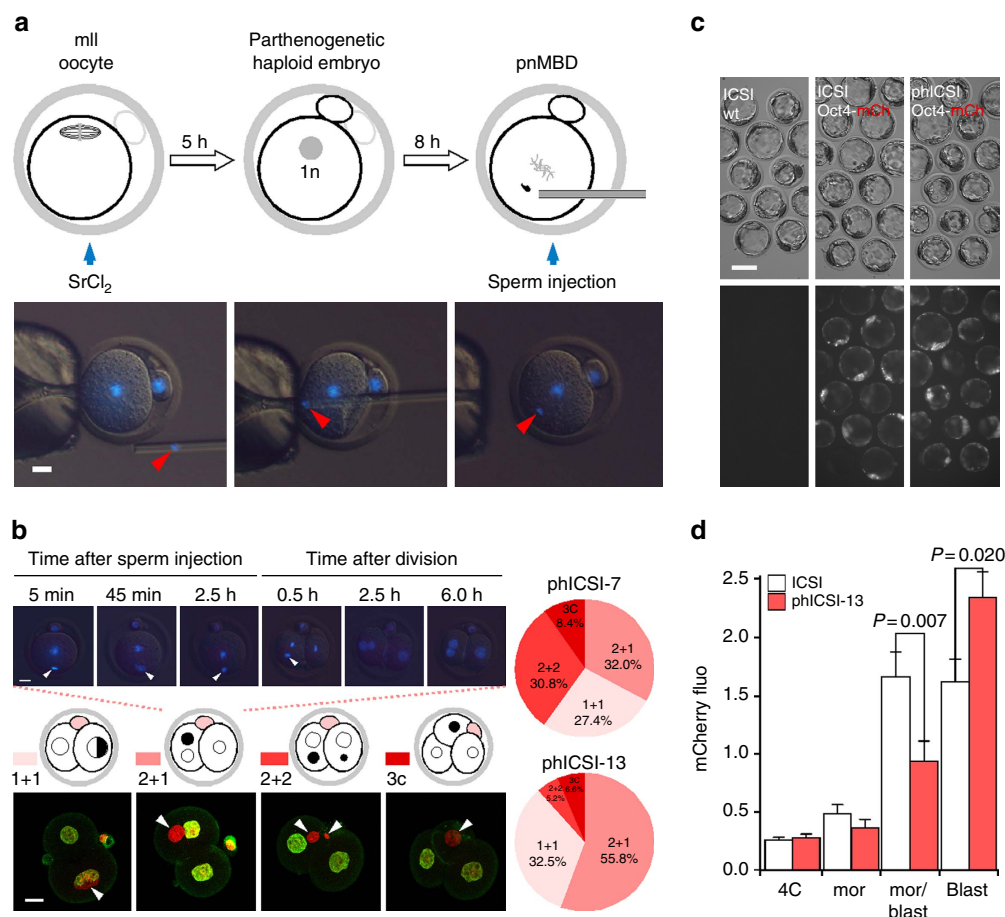 a
mII
oocyte
Parthenogenetic
haploid embryo
pnMBD
5 h
8 h
1n
SrCl₂
Sperm injection
c
ICSI
wt
ICSI
Oct4-mCh
phICSI
Oct4-mCh
b
Time after sperm injection
Time after division
5 min
45 min
2.5 h
0.5 h
2.5 h
6.0 h
1+1
2+1
2+2
3c
phICSI-7
3C
8.4%
2+1
32.0%
2+2
30.8%
1+1
27.4%
phICSI-13
2+2
5.2%
3C
6.6%
1+1
32.5%
2+1
55.8%
d
P = 0.020
P = 0.007
ICSI
phICSI-13
mCherry fluo
2.5
2.0
1.5
1.0
0.5
0.0
4C
mor
mor/
blast
Blast